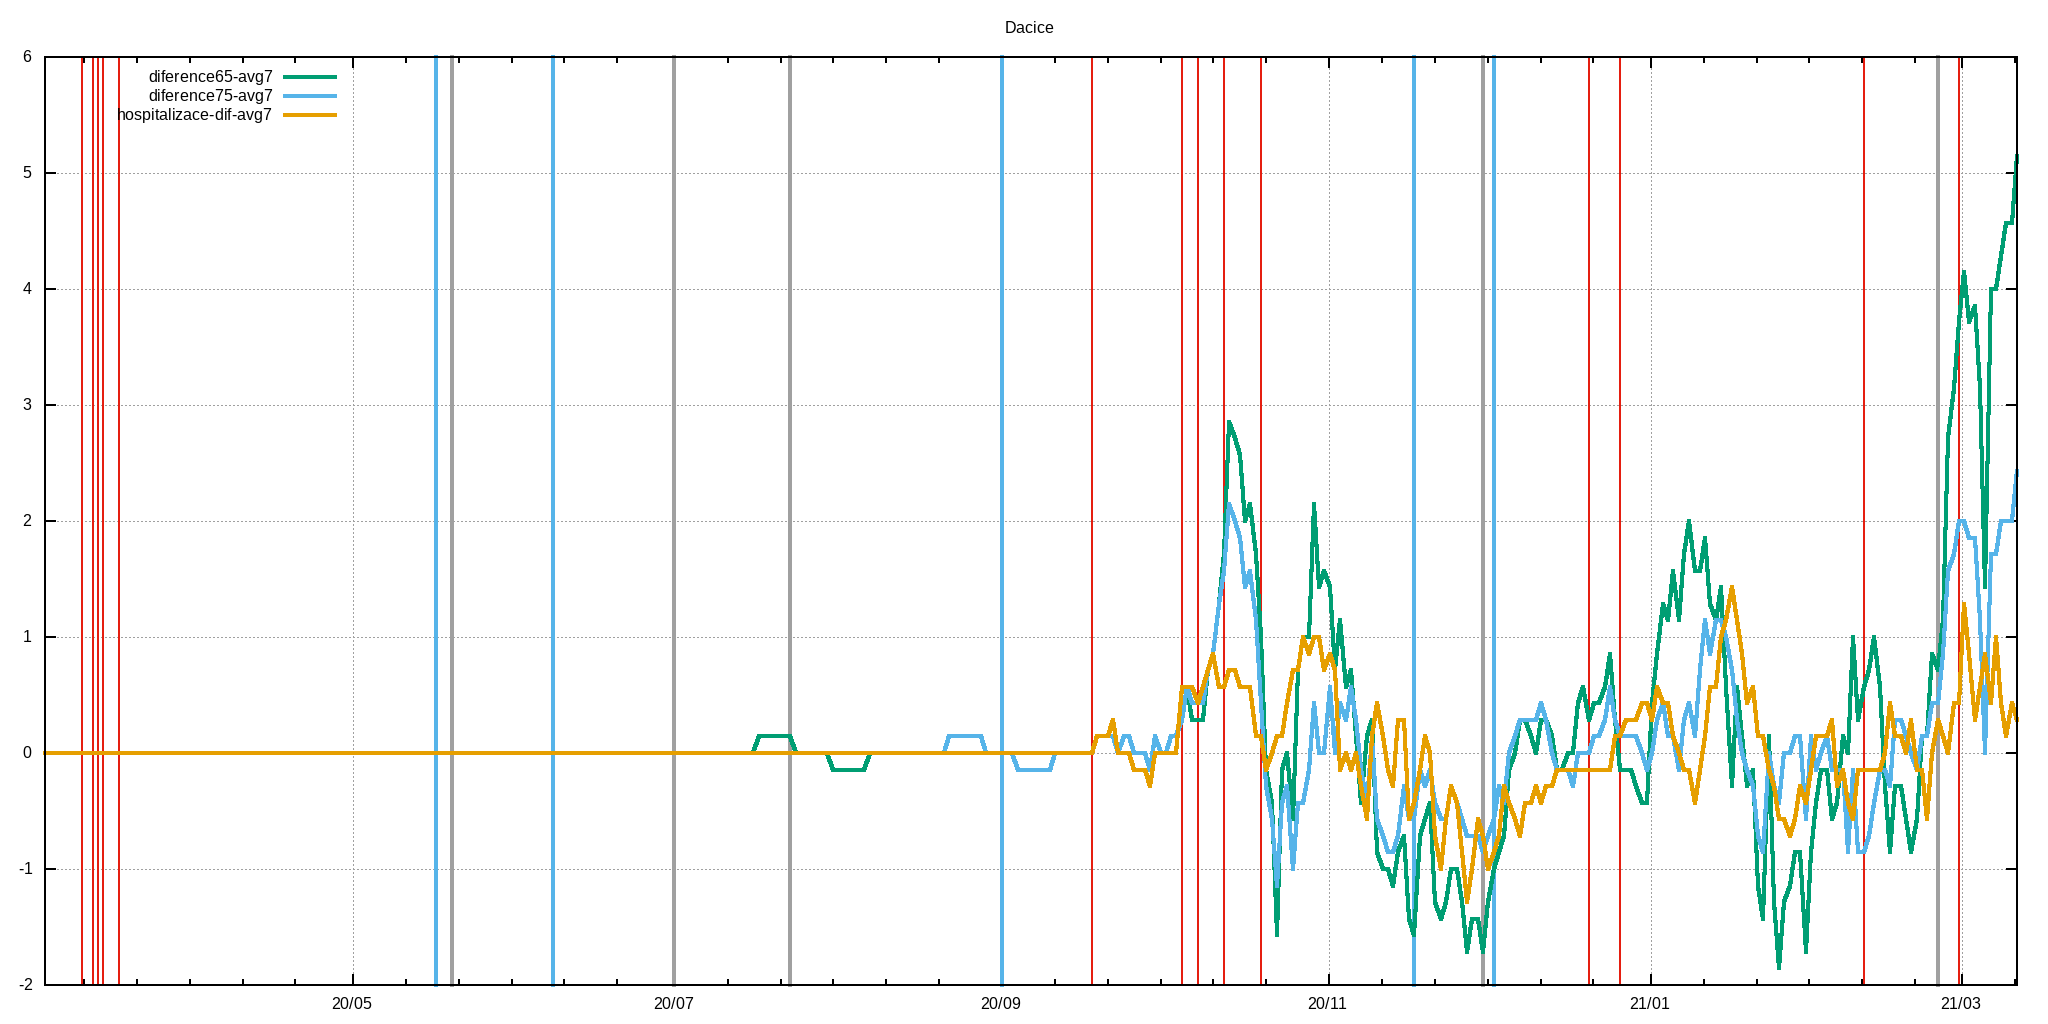 Dacice
6
diference65-avg7
diference75-avg7
hospitalizace-dif-avg7
5
4
3
2
1
0
-1
-2
20/05 20/07 20/09 20/11 21/01 21/03